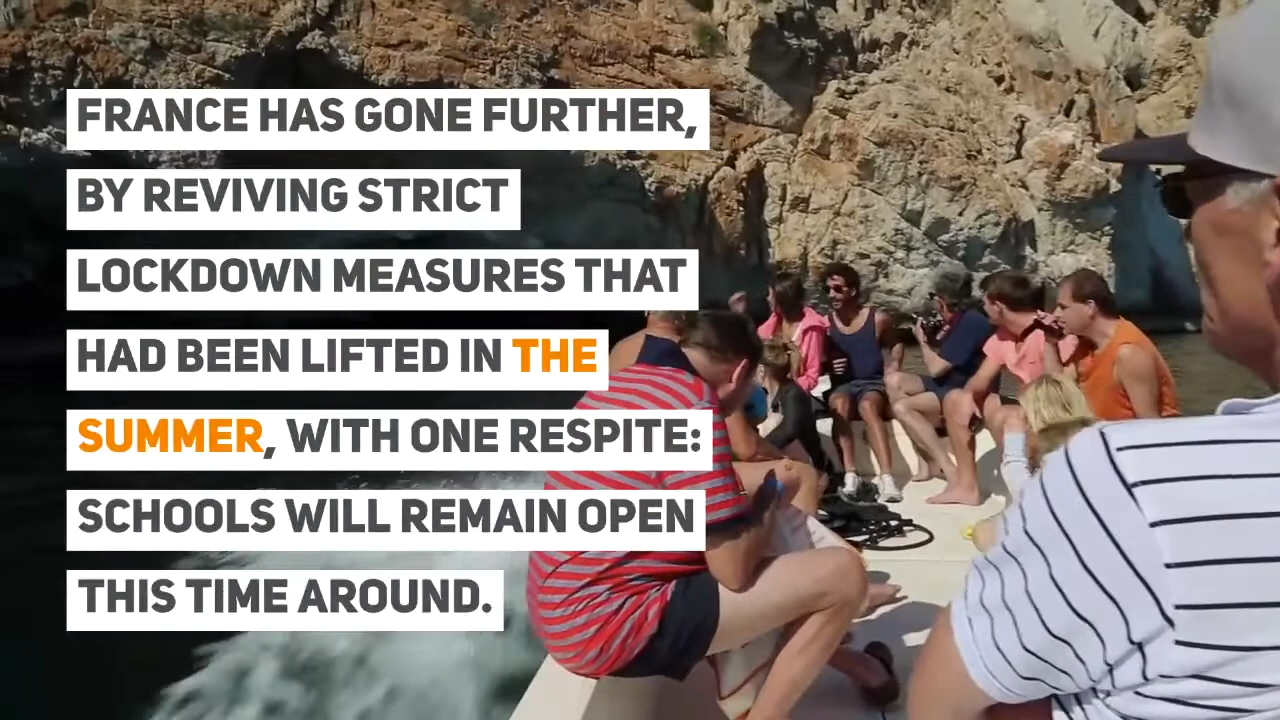 FRANCE HAS GONE FURTHER,
BY REVIVING STRICT
LOCKDOWN MEASURES THAT
HAD BEEN LIFTED IN THE
SUMMER, WITH ONE RESPITE:
SCHOOLS WILL REMAIN OPEN
THIS TIME AROUND.